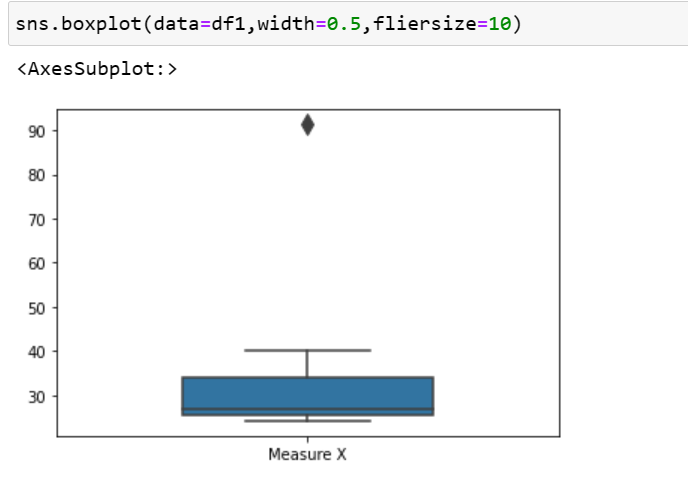 sns.boxplot(data=df1,width=0.5,fliersize=10)
<AxesSubplot:>
90
80
70
60
50
40
30
Measure X